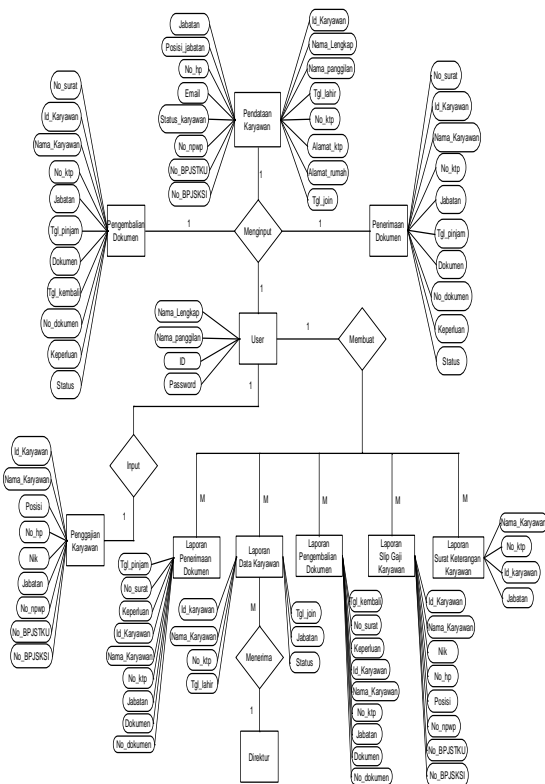 Jabatan
Posisi_jabatan
No_hp
Email
Status_karyawan
No_npwp
No_BPJSTKU
No_BPJSKSI
Pendataan
Karyawan
Id_Karyawan
Nama_Lengkap
Nama_panggilan
Tgl_lahir
No_ktp
Alamat_ktp
Alamat_rumah
Tgl_join
No_surat
Id_Karyawan
Nama_Karyawan
No_ktp
Jabatan
Tgl_pinjam
Dokumen
Tgl_kembali
No_dokumen
Keperluan
Status
Pengembalian
Dokumen
1
1
Menginput
1
1
Penerimaan
Dokumen
No_surat
Id_Karyawan
Nama_Karyawan
No_ktp
Jabatan
Tgl_pinjam
Dokumen
No_dokumen
Keperluan
Status
Nama_Lengkap
Nama_panggilan
ID
Password
User
1
Membuat
1
Input
1
Id_Karyawan
Nama_Karyawan
Posisi
No_hp
Nik
Jabatan
No_npwp
No_BPJSTKU
No_BPJSKSI
Penggajian
Karyawan
M
M
M
M
M
Laporan
Penerimaan
Dokumen
Laporan
Data Karyawan
Laporan
Pengembalian
Dokumen
Laporan
Slip Gaji
Karyawan
Laporan
Surat Keterangan
Karyawan
Nama_Karyawan
No_ktp
Id_karyawan
Jabatan
Tgl_pinjam
No_surat
Keperluan
Id_Karyawan
Nama_Karyawan
No_ktp
Jabatan
Dokumen
No_dokumen
Id_karyawan
Nama_Karyawan
No_ktp
Tgl_lahir
Tgl_join
Jabatan
Status
M
Menerima
1
Direktur
Tgl_kembali
No_surat
Keperluan
Id_Karyawan
Nama_Karyawan
No_ktp
Jabatan
Dokumen
No_dokumen
Id_Karyawan
Nama_Karyawan
Nik
No_hp
Posisi
No_npwp
No_BPJSTKU
No_BPJSKSI